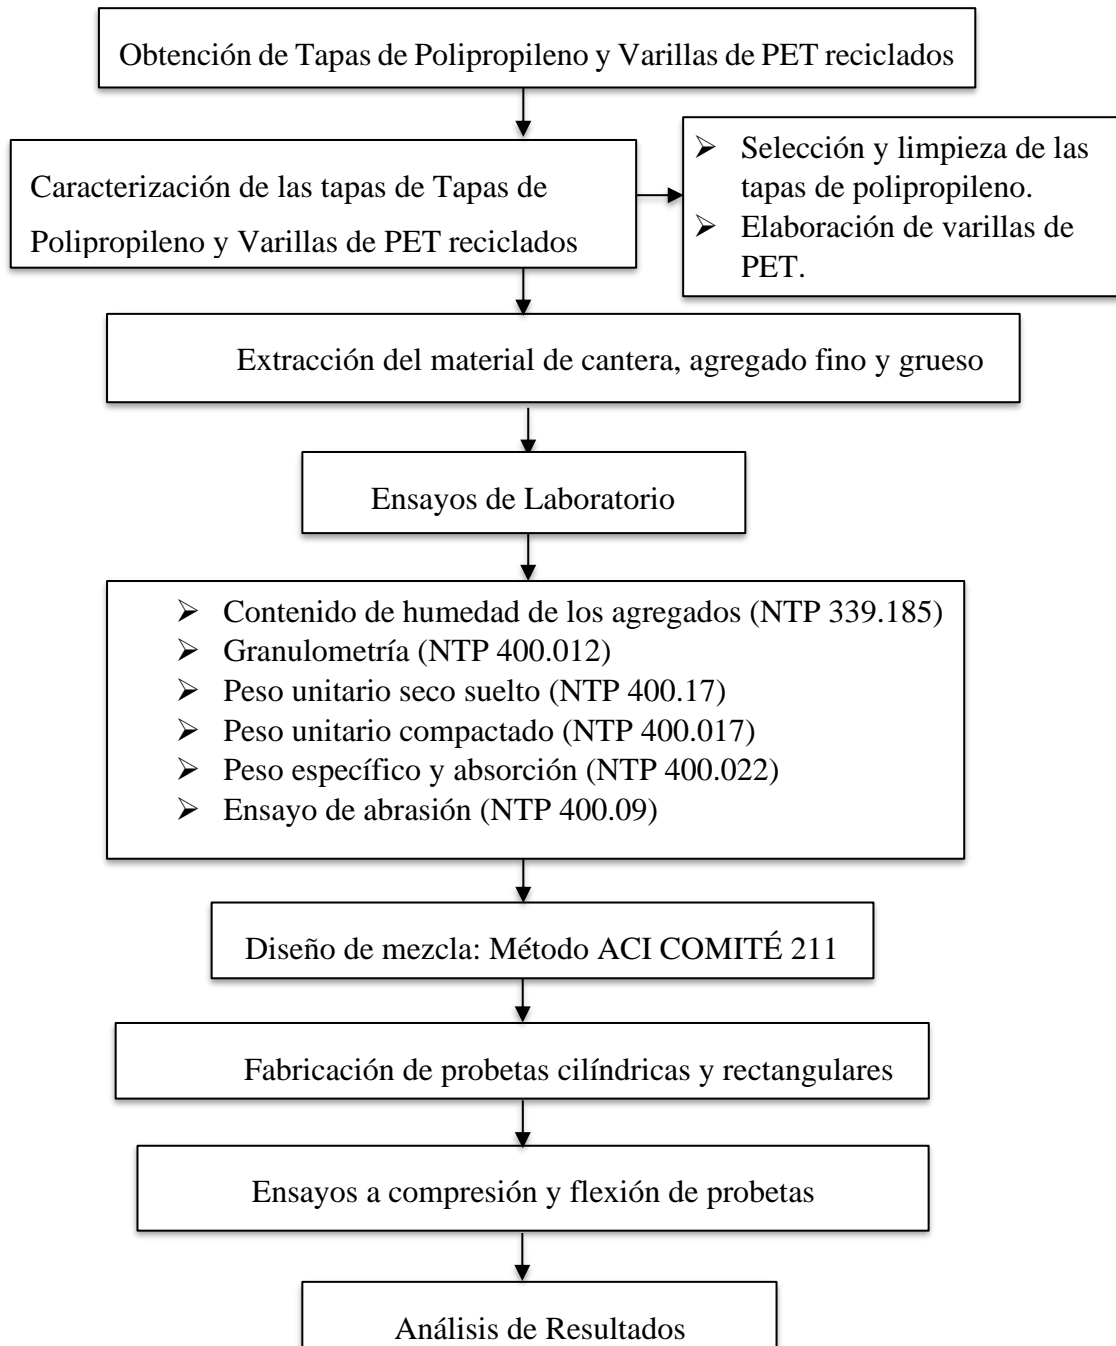 Obtención de Tapas de Polipropileno y Varillas de PET reciclados
Caracterización de las tapas de Tapas de
Polipropileno y Varillas de PET reciclados
➢ Selección y limpieza de las
tapas de polipropileno.
➢ Elaboración de varillas de
PET.
Extracción del material de cantera, agregado fino y grueso
Ensayos de Laboratorio
➢ Contenido de humedad de los agregados (NTP 339.185)
➢ Granulometría (NTP 400.012)
➢ Peso unitario seco suelto (NTP 400.17)
➢ Peso unitario compactado (NTP 400.017)
➢ Peso específico y absorción (NTP 400.022)
➢ Ensayo de abrasión (NTP 400.09)
Diseño de mezcla: Método ACI COMITÉ 211
Fabricación de probetas cilíndricas y rectangulares
Ensayos a compresión y flexión de probetas
Análisis de Resultados